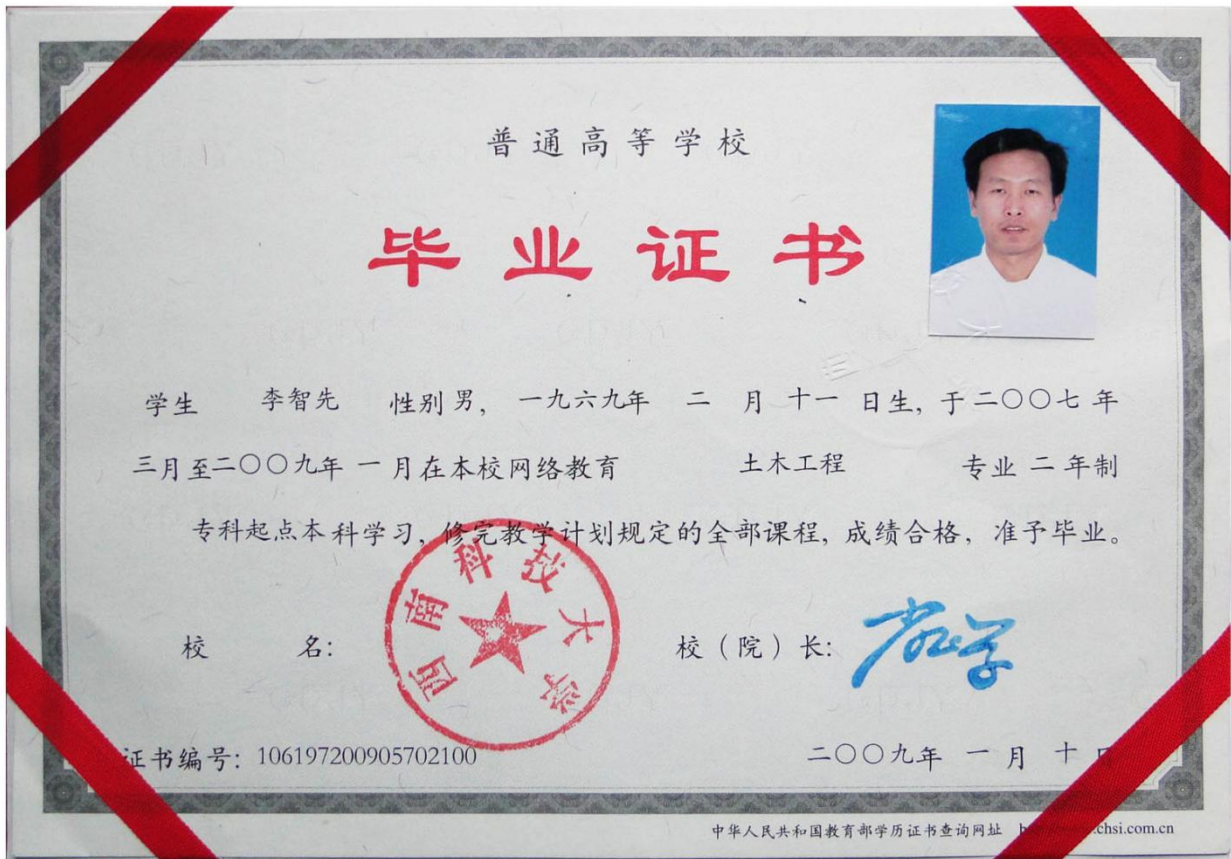 普通高等学校
毕业证书
学生 李智先 性别男, 一九六九年 二 月 十一 日生, 于二〇〇七年
三月至二〇〇九年 一 月在本校网络教育 土木工程 专业 二 年制
专科起点本科学习, 修完教学计划规定的全部课程, 成绩合格, 准予毕业。
西南科技大学
校 名: 校(院)长:
证书编号: 106197200905702100 二〇〇九年 一 月 十 日
中华人民共和国教育部学历证书查询网址 chsi.com.cn